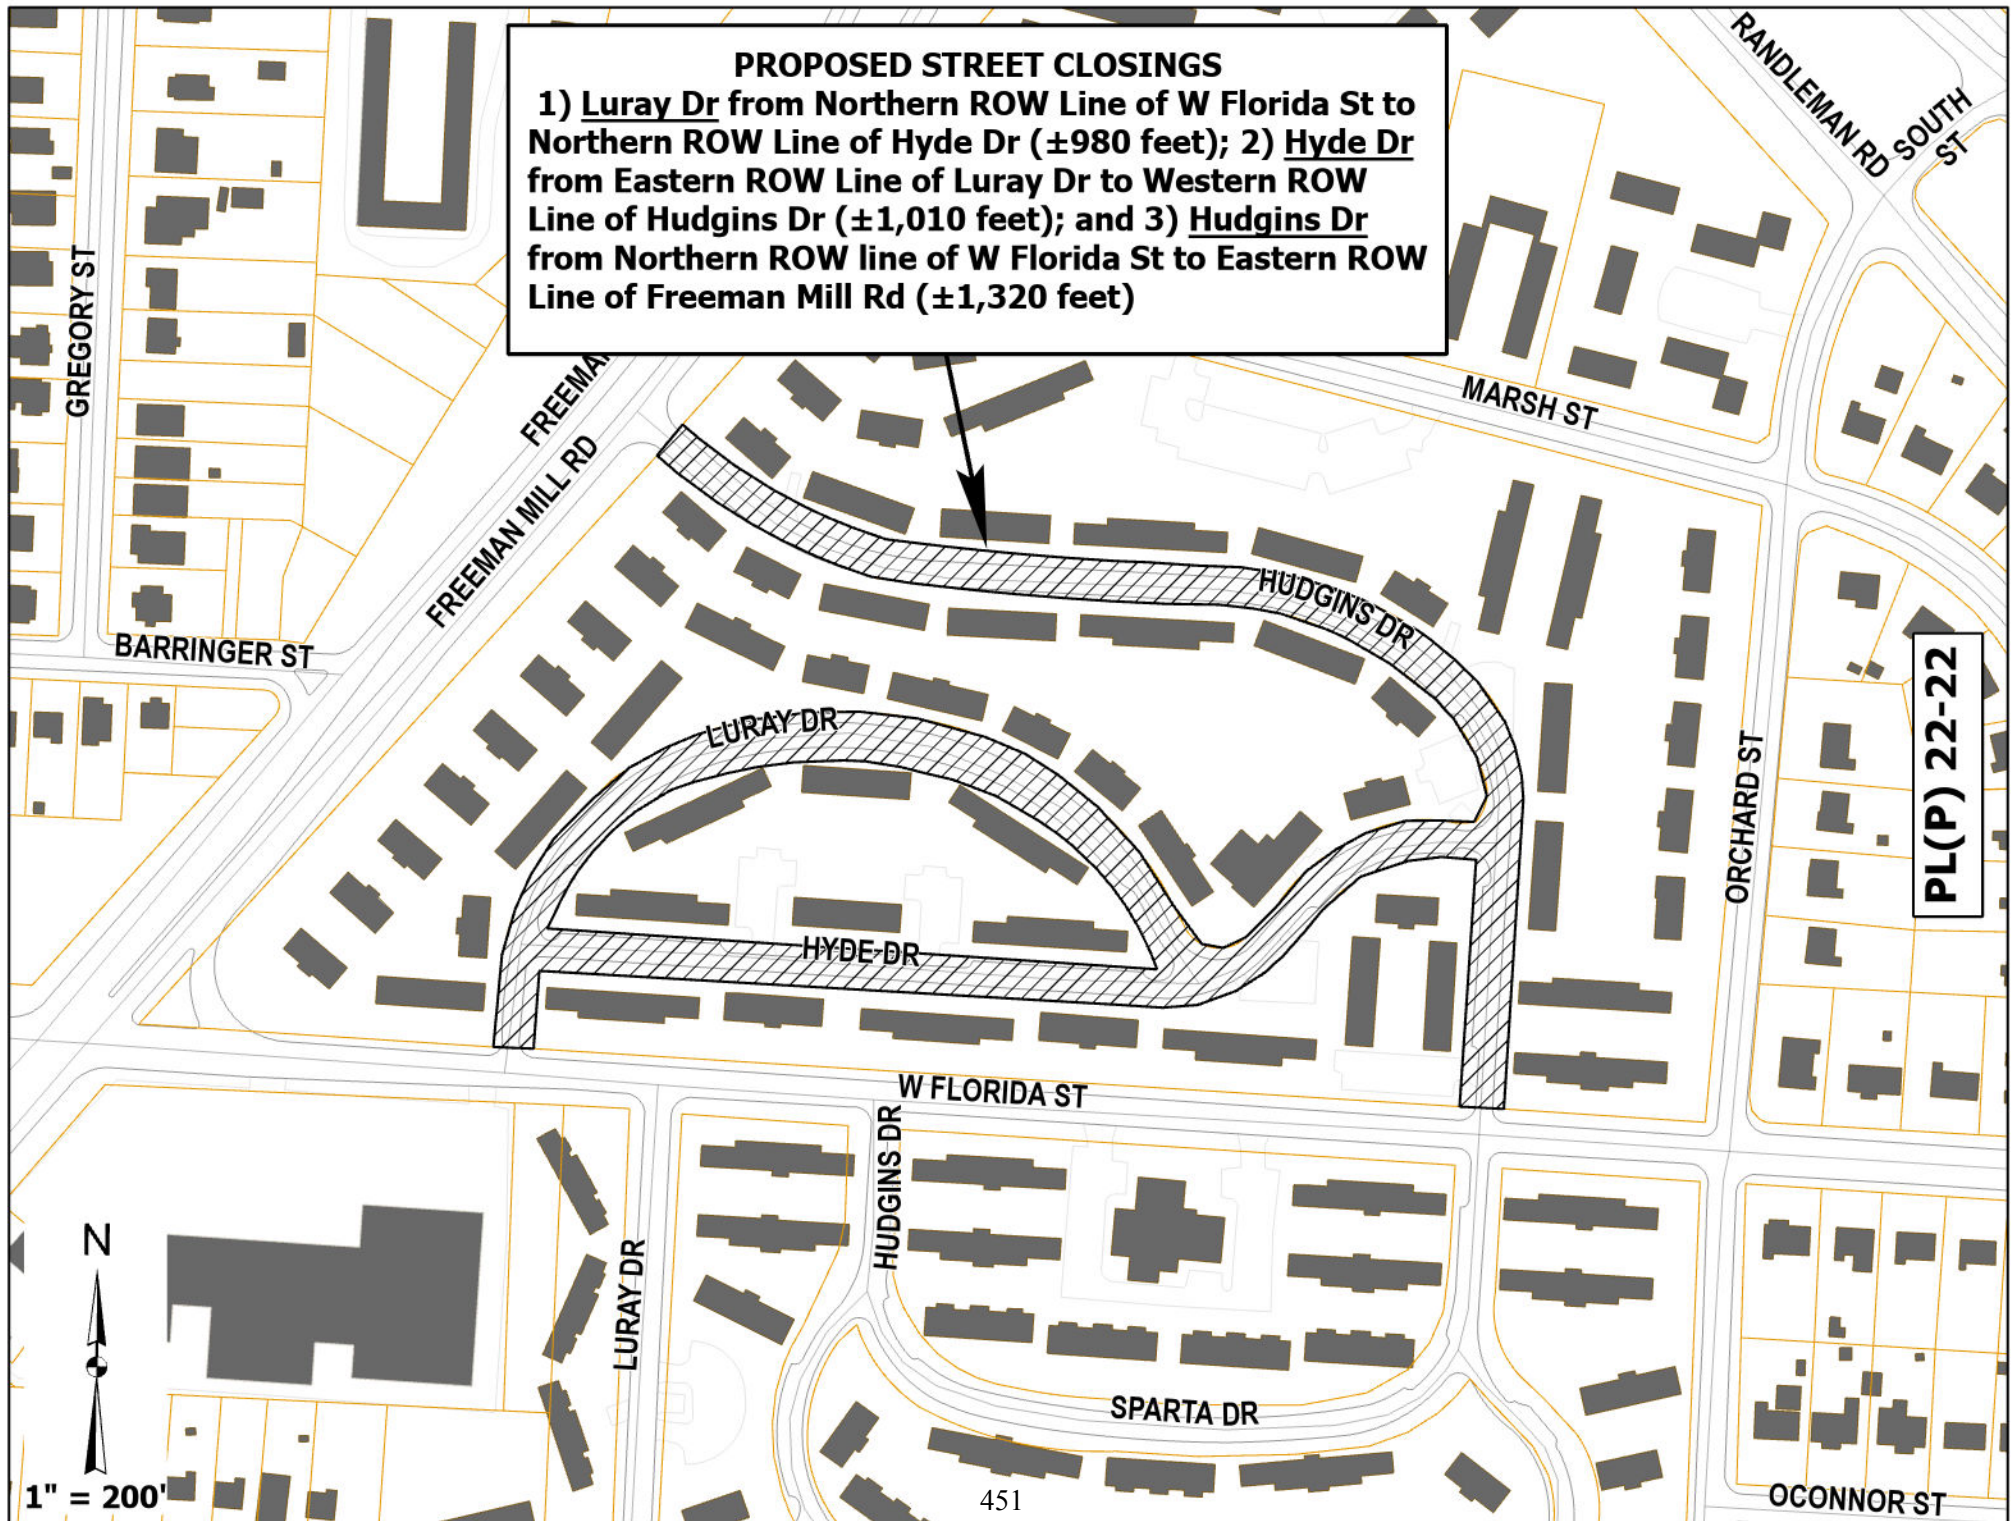 PROPOSED STREET CLOSINGS
1) Luray Dr from Northern ROW Line of W Florida St to
Northern ROW Line of Hyde Dr (±980 feet); 2) Hyde Dr
from Eastern ROW Line of Luray Dr to Western ROW
Line of Hudgins Dr (±1,010 feet); and 3) Hudgins Dr
from Northern ROW line of W Florida St to Eastern ROW
Line of Freeman Mill Rd (±1,320 feet)
RANDLEMAN RD
SOUTH
ST
GREGORY ST
MARSH ST
FREEMAN MILL RD
HUDGINS DR
BARRINGER ST
LURAY DR
ORCHARD ST
PL(P) 22-22
HYDE DR
W FLORIDA ST
HUDGINS DR
LURAY DR
N
SPARTA DR
1" = 200'
451
OCONNOR ST